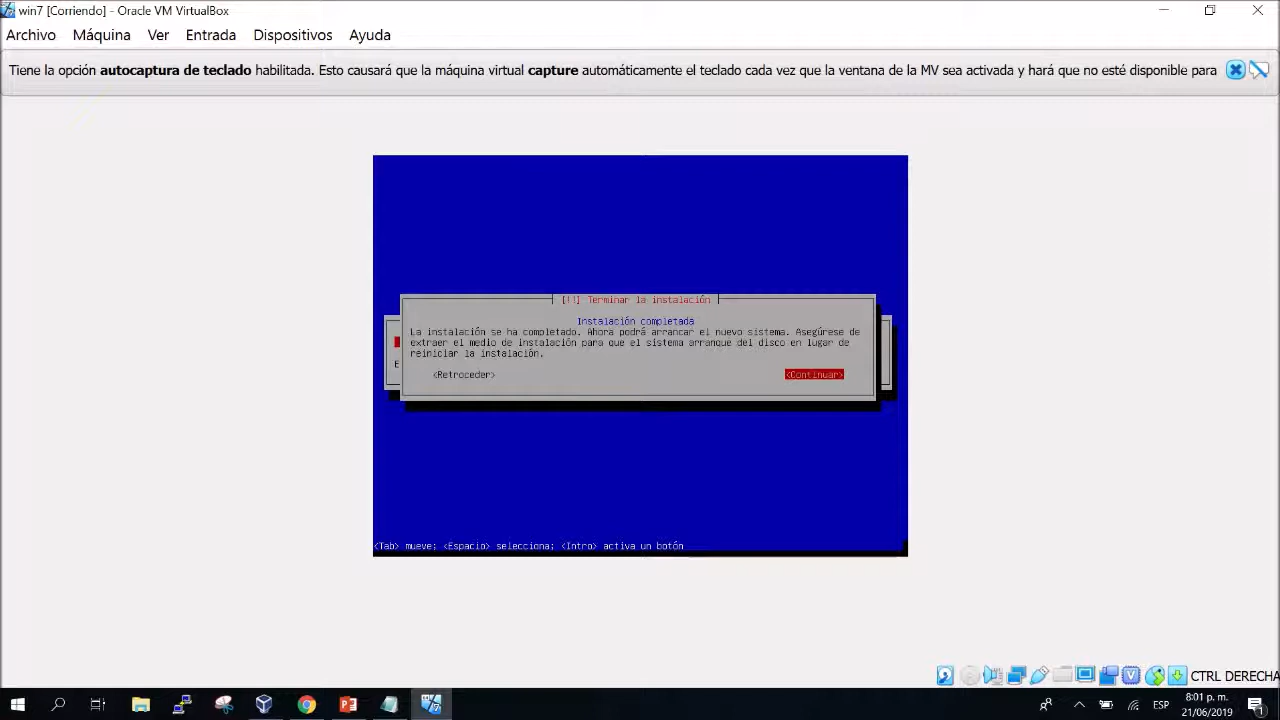 win7 [Corriendo] - Oracle VM VirtualBox
Archivo Máquina Ver Entrada Dispositivos Ayuda
Tiene la opción autocaptura de teclado habilitada. Esto causará que la máquina virtual capture automáticamente el teclado cada vez que la ventana de la MV sea activada y hará que no esté disponible para
[!!] Terminar la instalación
Instalación completada
La instalación se ha completado. Ahora podrá arrancar el nuevo sistema. Asegúrese de
extraer el medio de instalación para que el sistema arranque del disco en lugar de
reiniciar la instalación.
E
<Retroceder> <Continuar>
<Tab> mueve; <Espacio> selecciona; <Intro> activa un botón
CTRL DERECHA
8:01 p. m.
ESP
21/06/2019